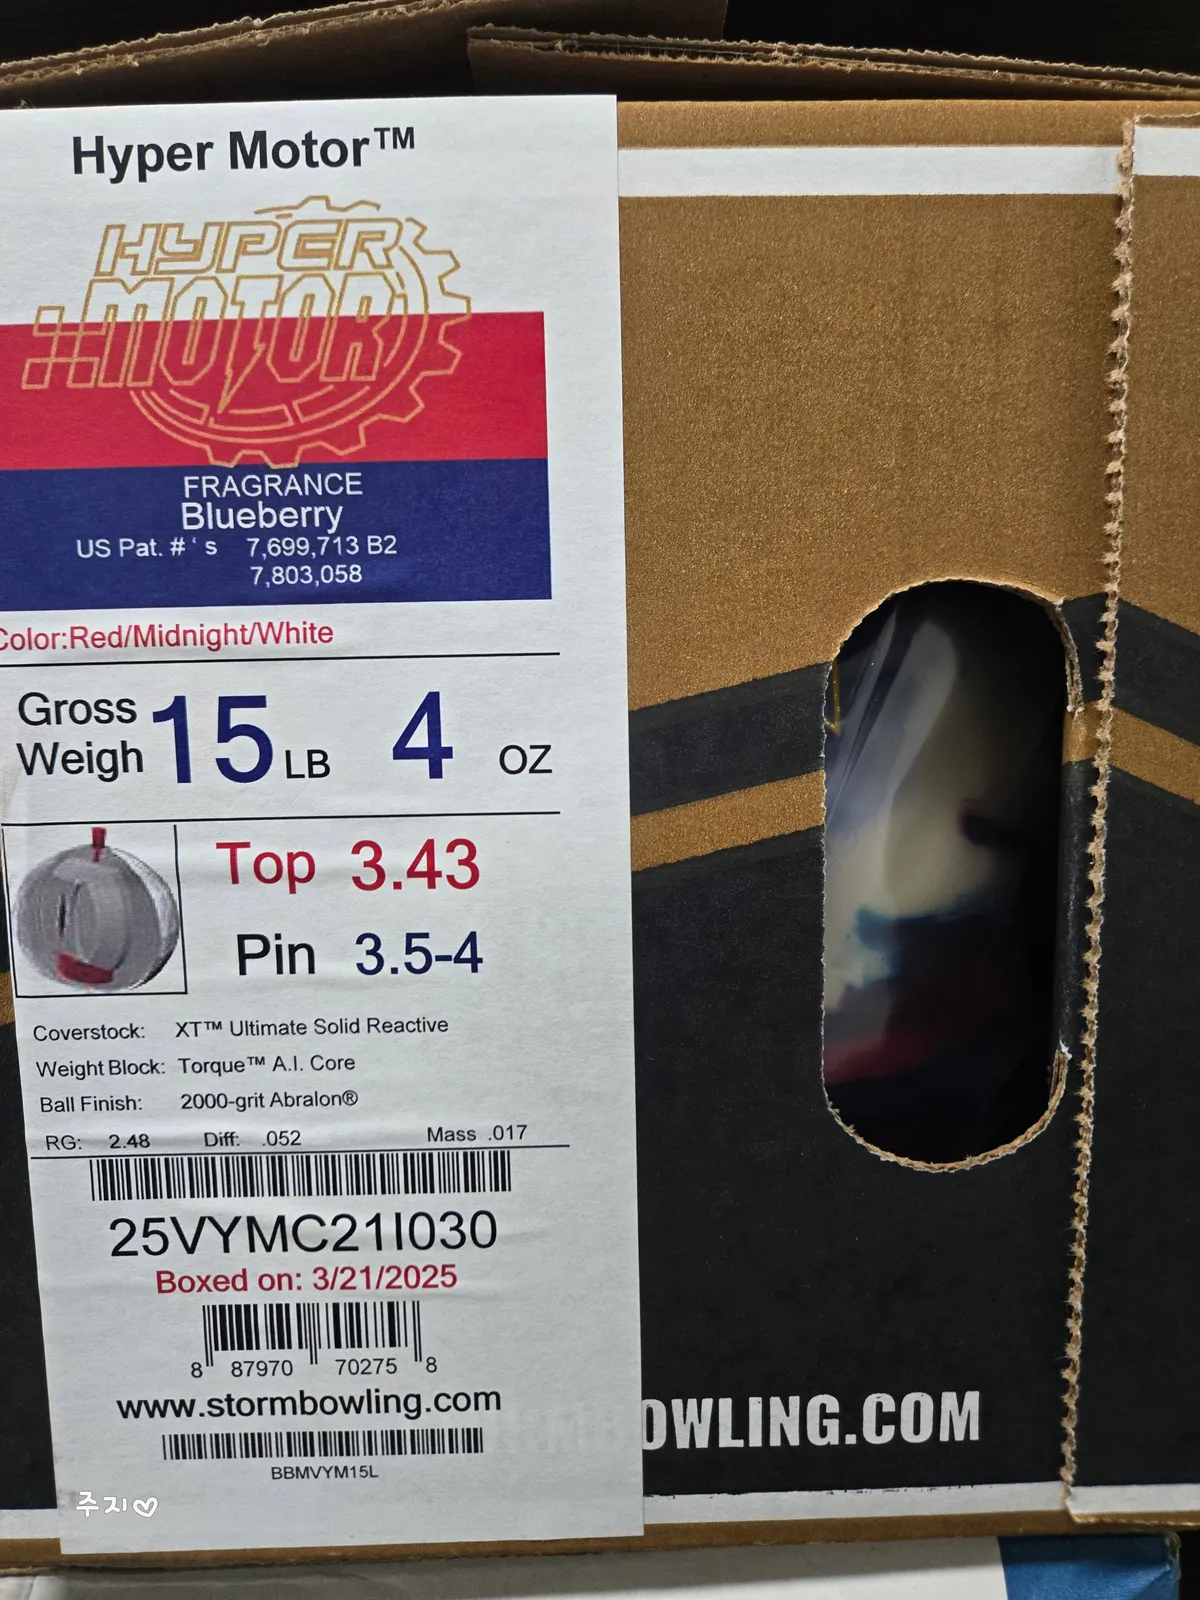 Hyper Motor™
HYPER
MOTOR
FRAGRANCE
Blueberry
US Pat. #'s 7,699,713 B2
7,803,058
Color:Red/Midnight/White
Gross
Weigh 15 LB 4 OZ
Top 3.43
Pin 3.5-4
Coverstock: XT™ Ultimate Solid Reactive
Weight Block: Torque™ A.I. Core
Ball Finish: 2000-grit Abralon®
RG: 2.48 Diff: .052 Mass .017
25VYMC21I030
Boxed on: 3/21/2025
8 87970 70275 8
www.stormbowling.com
BBMVYM15L
OWLING.COM
주지♡